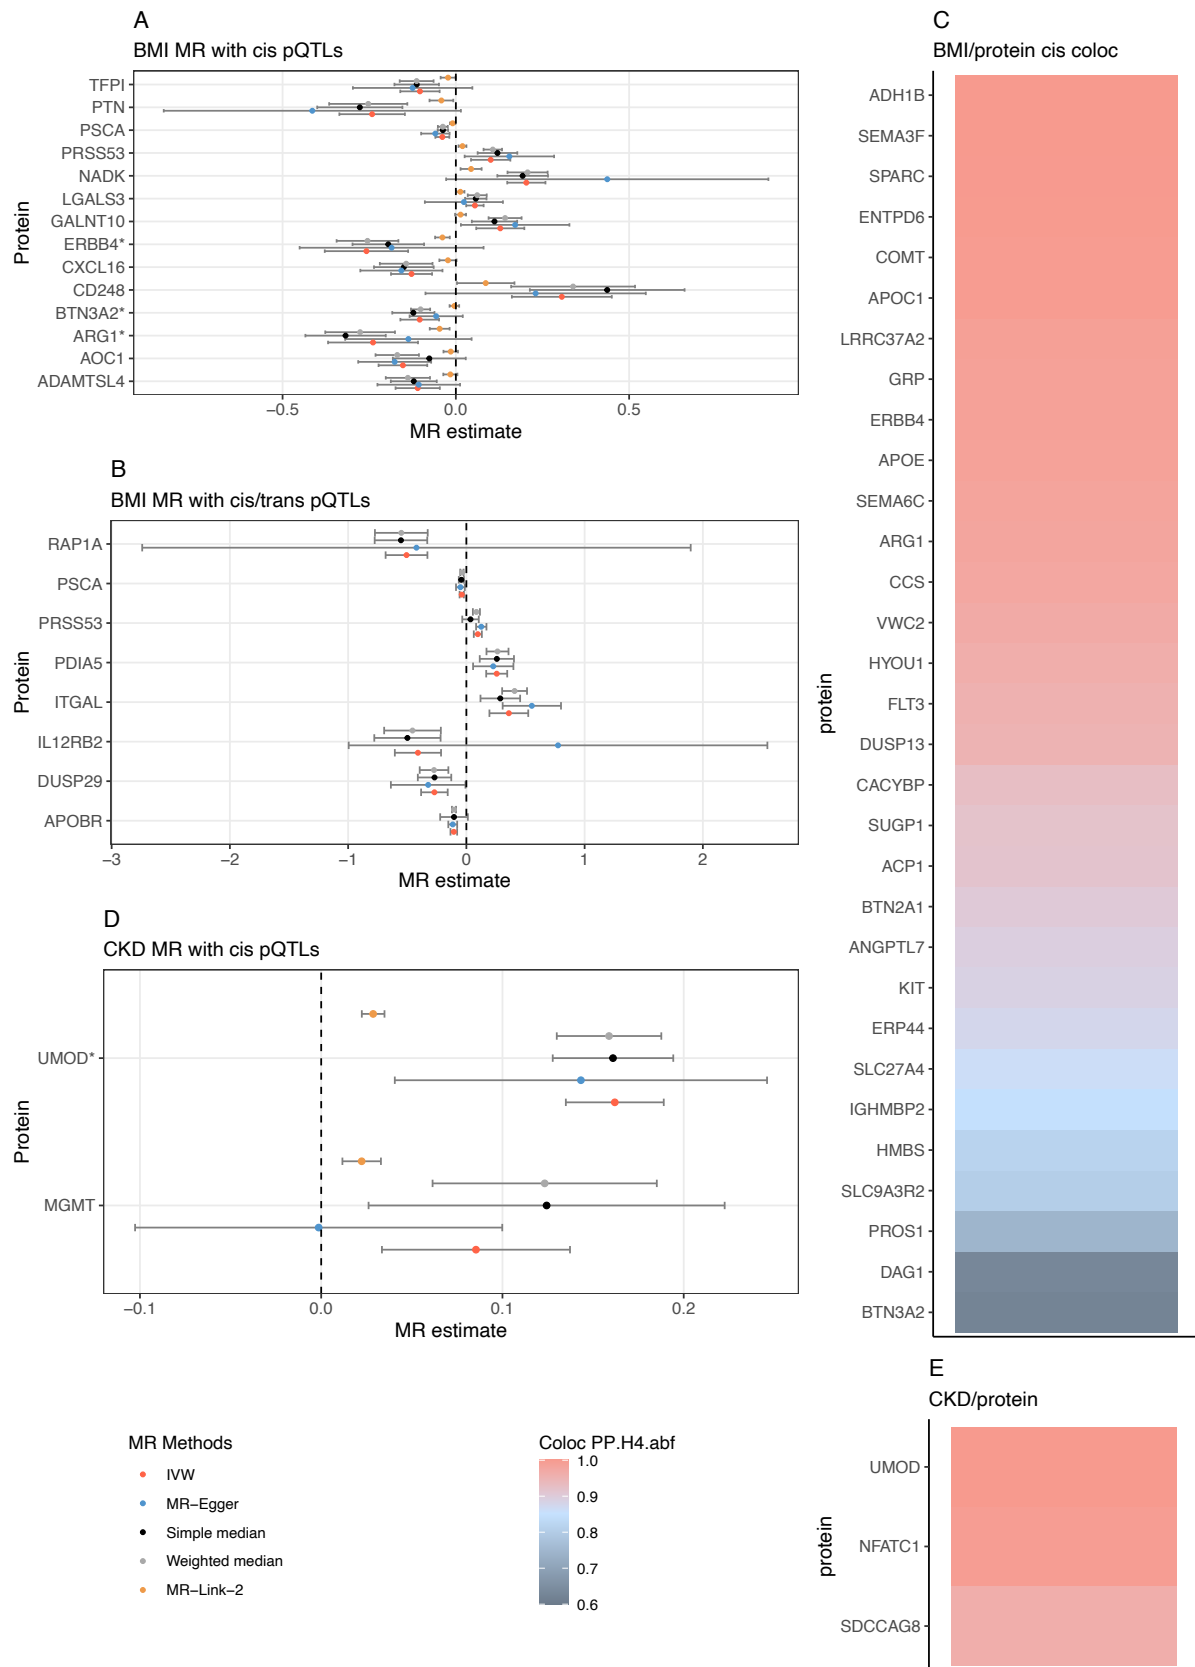 A
BMI MR with cis pQTLs
Protein
TFPI
PTN
PSCA
PRSS53
NADK
LGALS3
GALNT10
ERBB4*
CXCL16
CD248
BTN3A2*
ARG1*
AOC1
ADAMTSL4
−0.5 0.0 0.5
MR estimate
B
BMI MR with cis/trans pQTLs
Protein
RAP1A
PSCA
PRSS53
PDIA5
ITGAL
IL12RB2
DUSP29
APOBR
−3 −2 −1 0 1 2
MR estimate
D
CKD MR with cis pQTLs
Protein
UMOD*
MGMT
−0.1 0.0 0.1 0.2
MR estimate
MR Methods
IVW
MR−Egger
Simple median
Weighted median
MR−Link−2
Coloc PP.H4.abf
1.0
0.9
0.8
0.7
0.6
C
BMI/protein cis coloc
protein
ADH1B
SEMA3F
SPARC
ENTPD6
COMT
APOC1
LRRC37A2
GRP
ERBB4
APOE
SEMA6C
ARG1
CCS
VWC2
HYOU1
FLT3
DUSP13
CACYBP
SUGP1
ACP1
BTN2A1
ANGPTL7
KIT
ERP44
SLC27A4
IGHMBP2
HMBS
SLC9A3R2
PROS1
DAG1
BTN3A2
E
CKD/protein
protein
UMOD
NFATC1
SDCCAG8